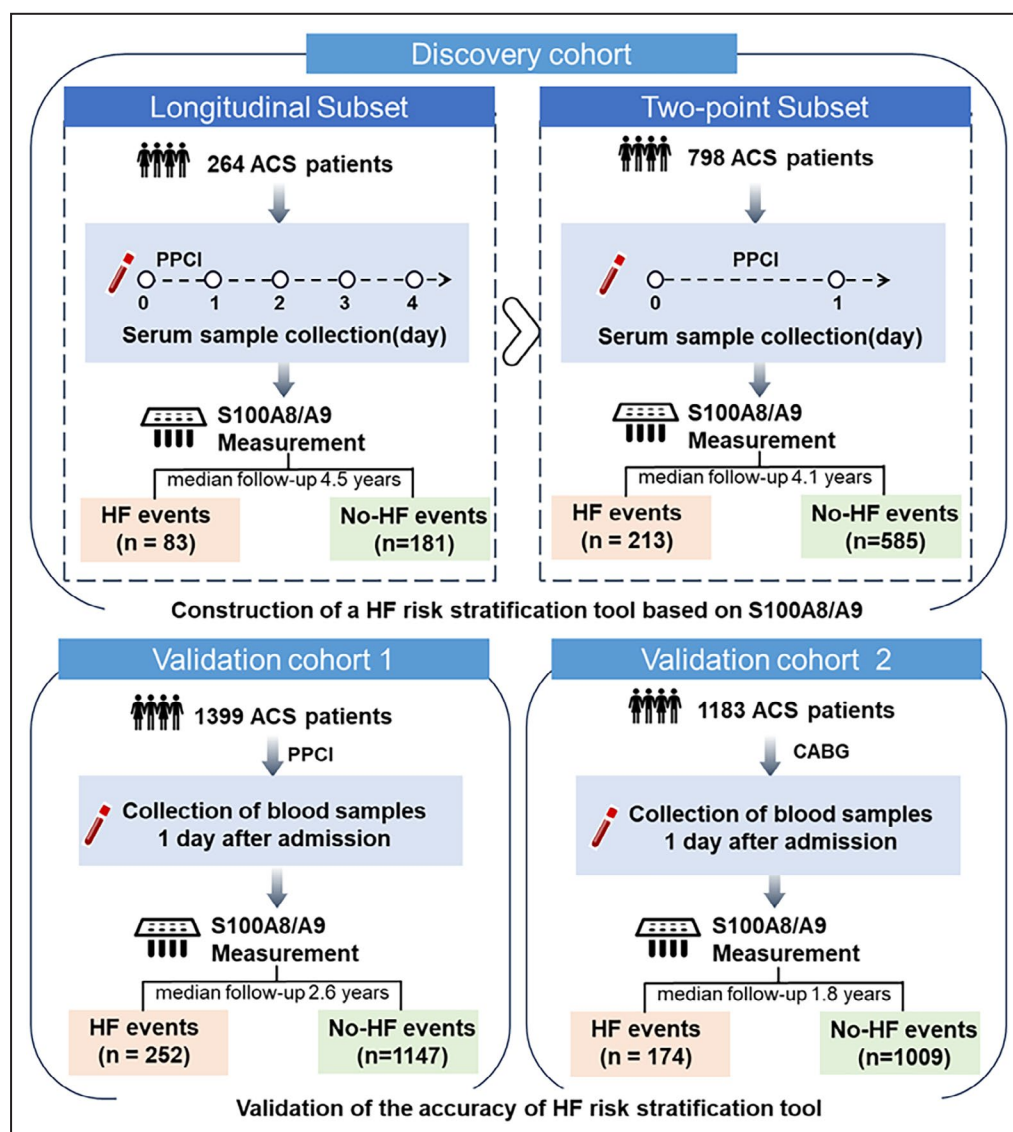 Discovery cohort
Longitudinal Subset
264 ACS patients
PPCI
0 1 2 3 4
Serum sample collection(day)
S100A8/A9
Measurement
median follow-up 4.5 years
HF events
(n = 83)
No-HF events
(n=181)
Two-point Subset
798 ACS patients
PPCI
0 1
Serum sample collection(day)
S100A8/A9
Measurement
median follow-up 4.1 years
HF events
(n = 213)
No-HF events
(n=585)
Construction of a HF risk stratification tool based on S100A8/A9
Validation cohort 1
1399 ACS patients
PPCI
Collection of blood samples
1 day after admission
S100A8/A9
Measurement
median follow-up 2.6 years
HF events
(n = 252)
No-HF events
(n=1147)
Validation cohort 2
1183 ACS patients
CABG
Collection of blood samples
1 day after admission
S100A8/A9
Measurement
median follow-up 1.8 years
HF events
(n = 174)
No-HF events
(n=1009)
Validation of the accuracy of HF risk stratification tool